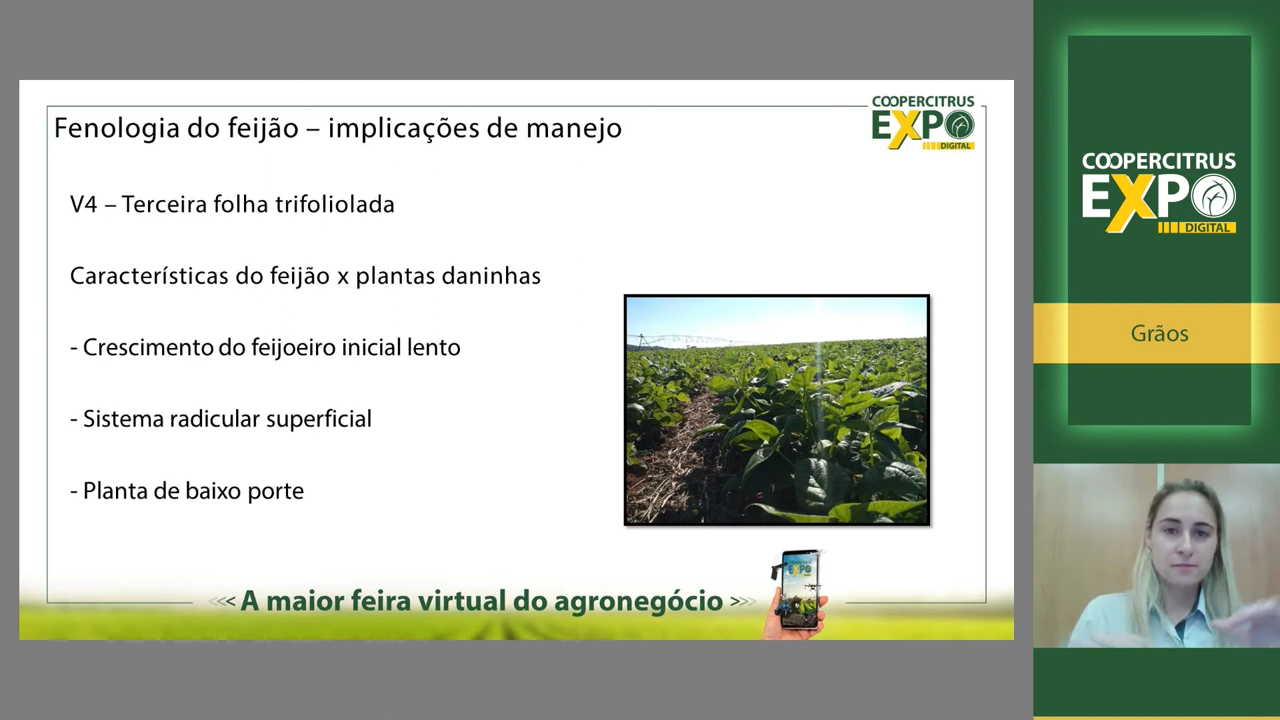 Fenologia do feijão – implicações de manejo
COOPERCITRUS
EXPO
DIGITAL
V4 – Terceira folha trifoliolada
Características do feijão x plantas daninhas
- Crescimento do feijoeiro inicial lento
- Sistema radicular superficial
- Planta de baixo porte
<<< A maior feira virtual do agronegócio >>>
EXPO
COOPERCITRUS
EXPO
DIGITAL
Grãos